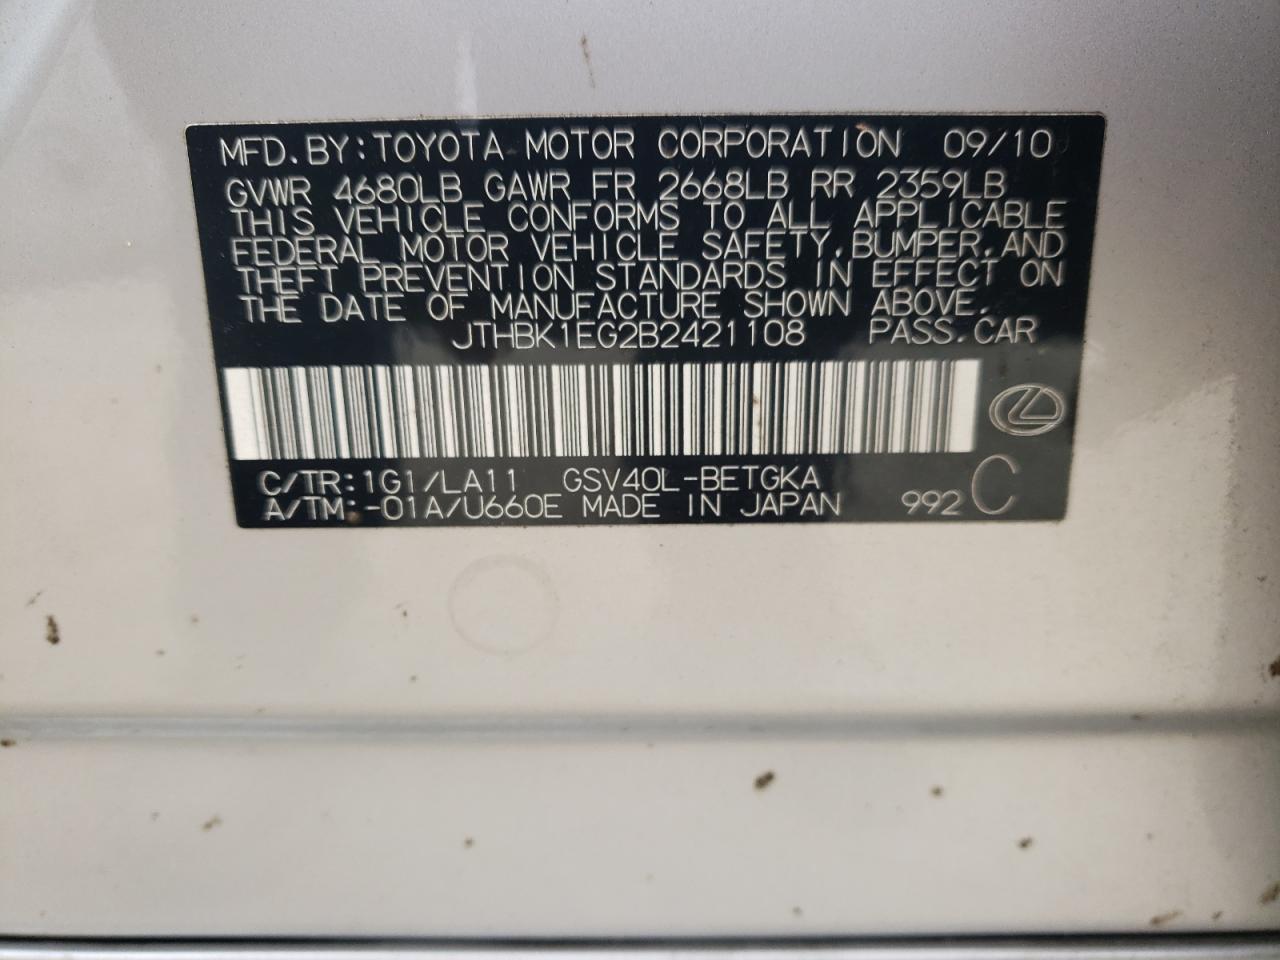 MFD.BY:TOYOTA MOTOR CORPORATION 09/10
GVWR 4680LB GAWR FR 2668LB RR 2359LB
THIS VEHICLE CONFORMS TO ALL APPLICABLE
FEDERAL MOTOR VEHICLE SAFETY,BUMPER,AND
THEFT PREVENTION STANDARDS IN EFFECT ON
THE DATE OF MANUFACTURE SHOWN ABOVE.
JTHBK1EG2B2421108 PASS.CAR
C/TR:1G1/LA11 GSV40L-BETGKA
A/TM:-01A/U660E MADE IN JAPAN 992 C